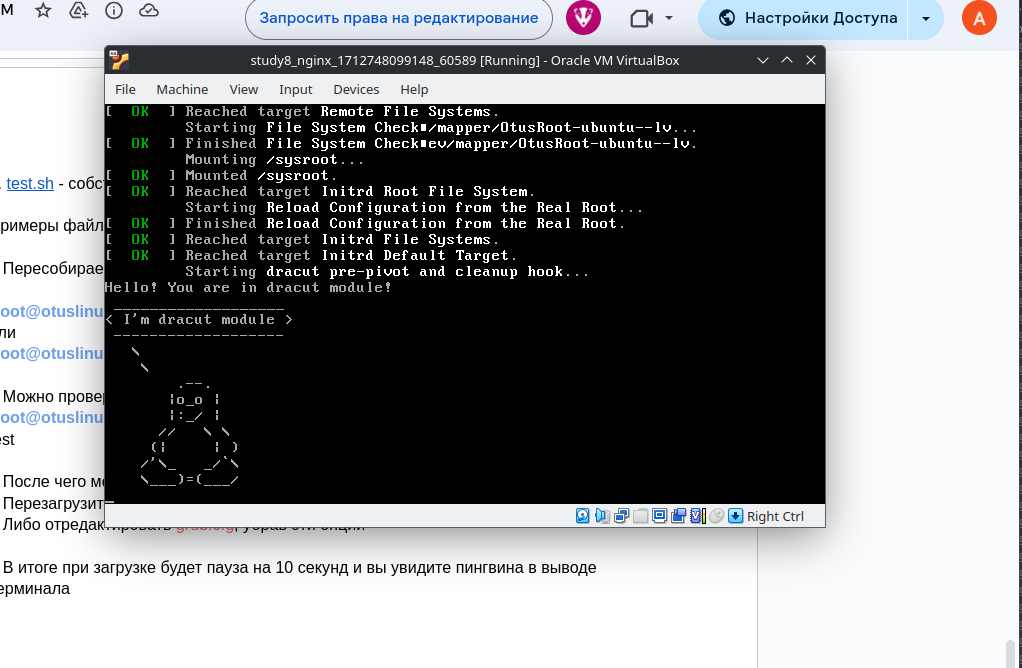 М
Запросить права на редактирование
Настройки Доступа
A
study8_nginx_1712748099148_60589 [Running] - Oracle VM VirtualBox
File Machine View Input Devices Help
[ OK ] Reached target Remote File Systems.
Starting File System Check…/mapper/OtusRoot-ubuntu--lv...
[ OK ] Finished File System Check…ev/mapper/OtusRoot-ubuntu--lv.
Mounting /sysroot...
[ OK ] Mounted /sysroot.
[ OK ] Reached target Initrd Root File System.
Starting Reload Configuration from the Real Root...
[ OK ] Finished Reload Configuration from the Real Root.
[ OK ] Reached target Initrd File Systems.
[ OK ] Reached target Initrd Default Target.
Starting dracut pre-pivot and cleanup hook...
Hello! You are in dracut module!
< I'm dracut module >
Right Ctrl
test.sh - собст
римеры файл
Пересобирае
oot@otuslinu
ли
oot@otuslinu
Можно провер
oot@otuslinu
est
После чего мо
Перезагрузит
Либо отредактировать grub.cfg, убрав эти опции
В итоге при загрузке будет пауза на 10 секунд и вы увидите пингвина в выводе
ерминала